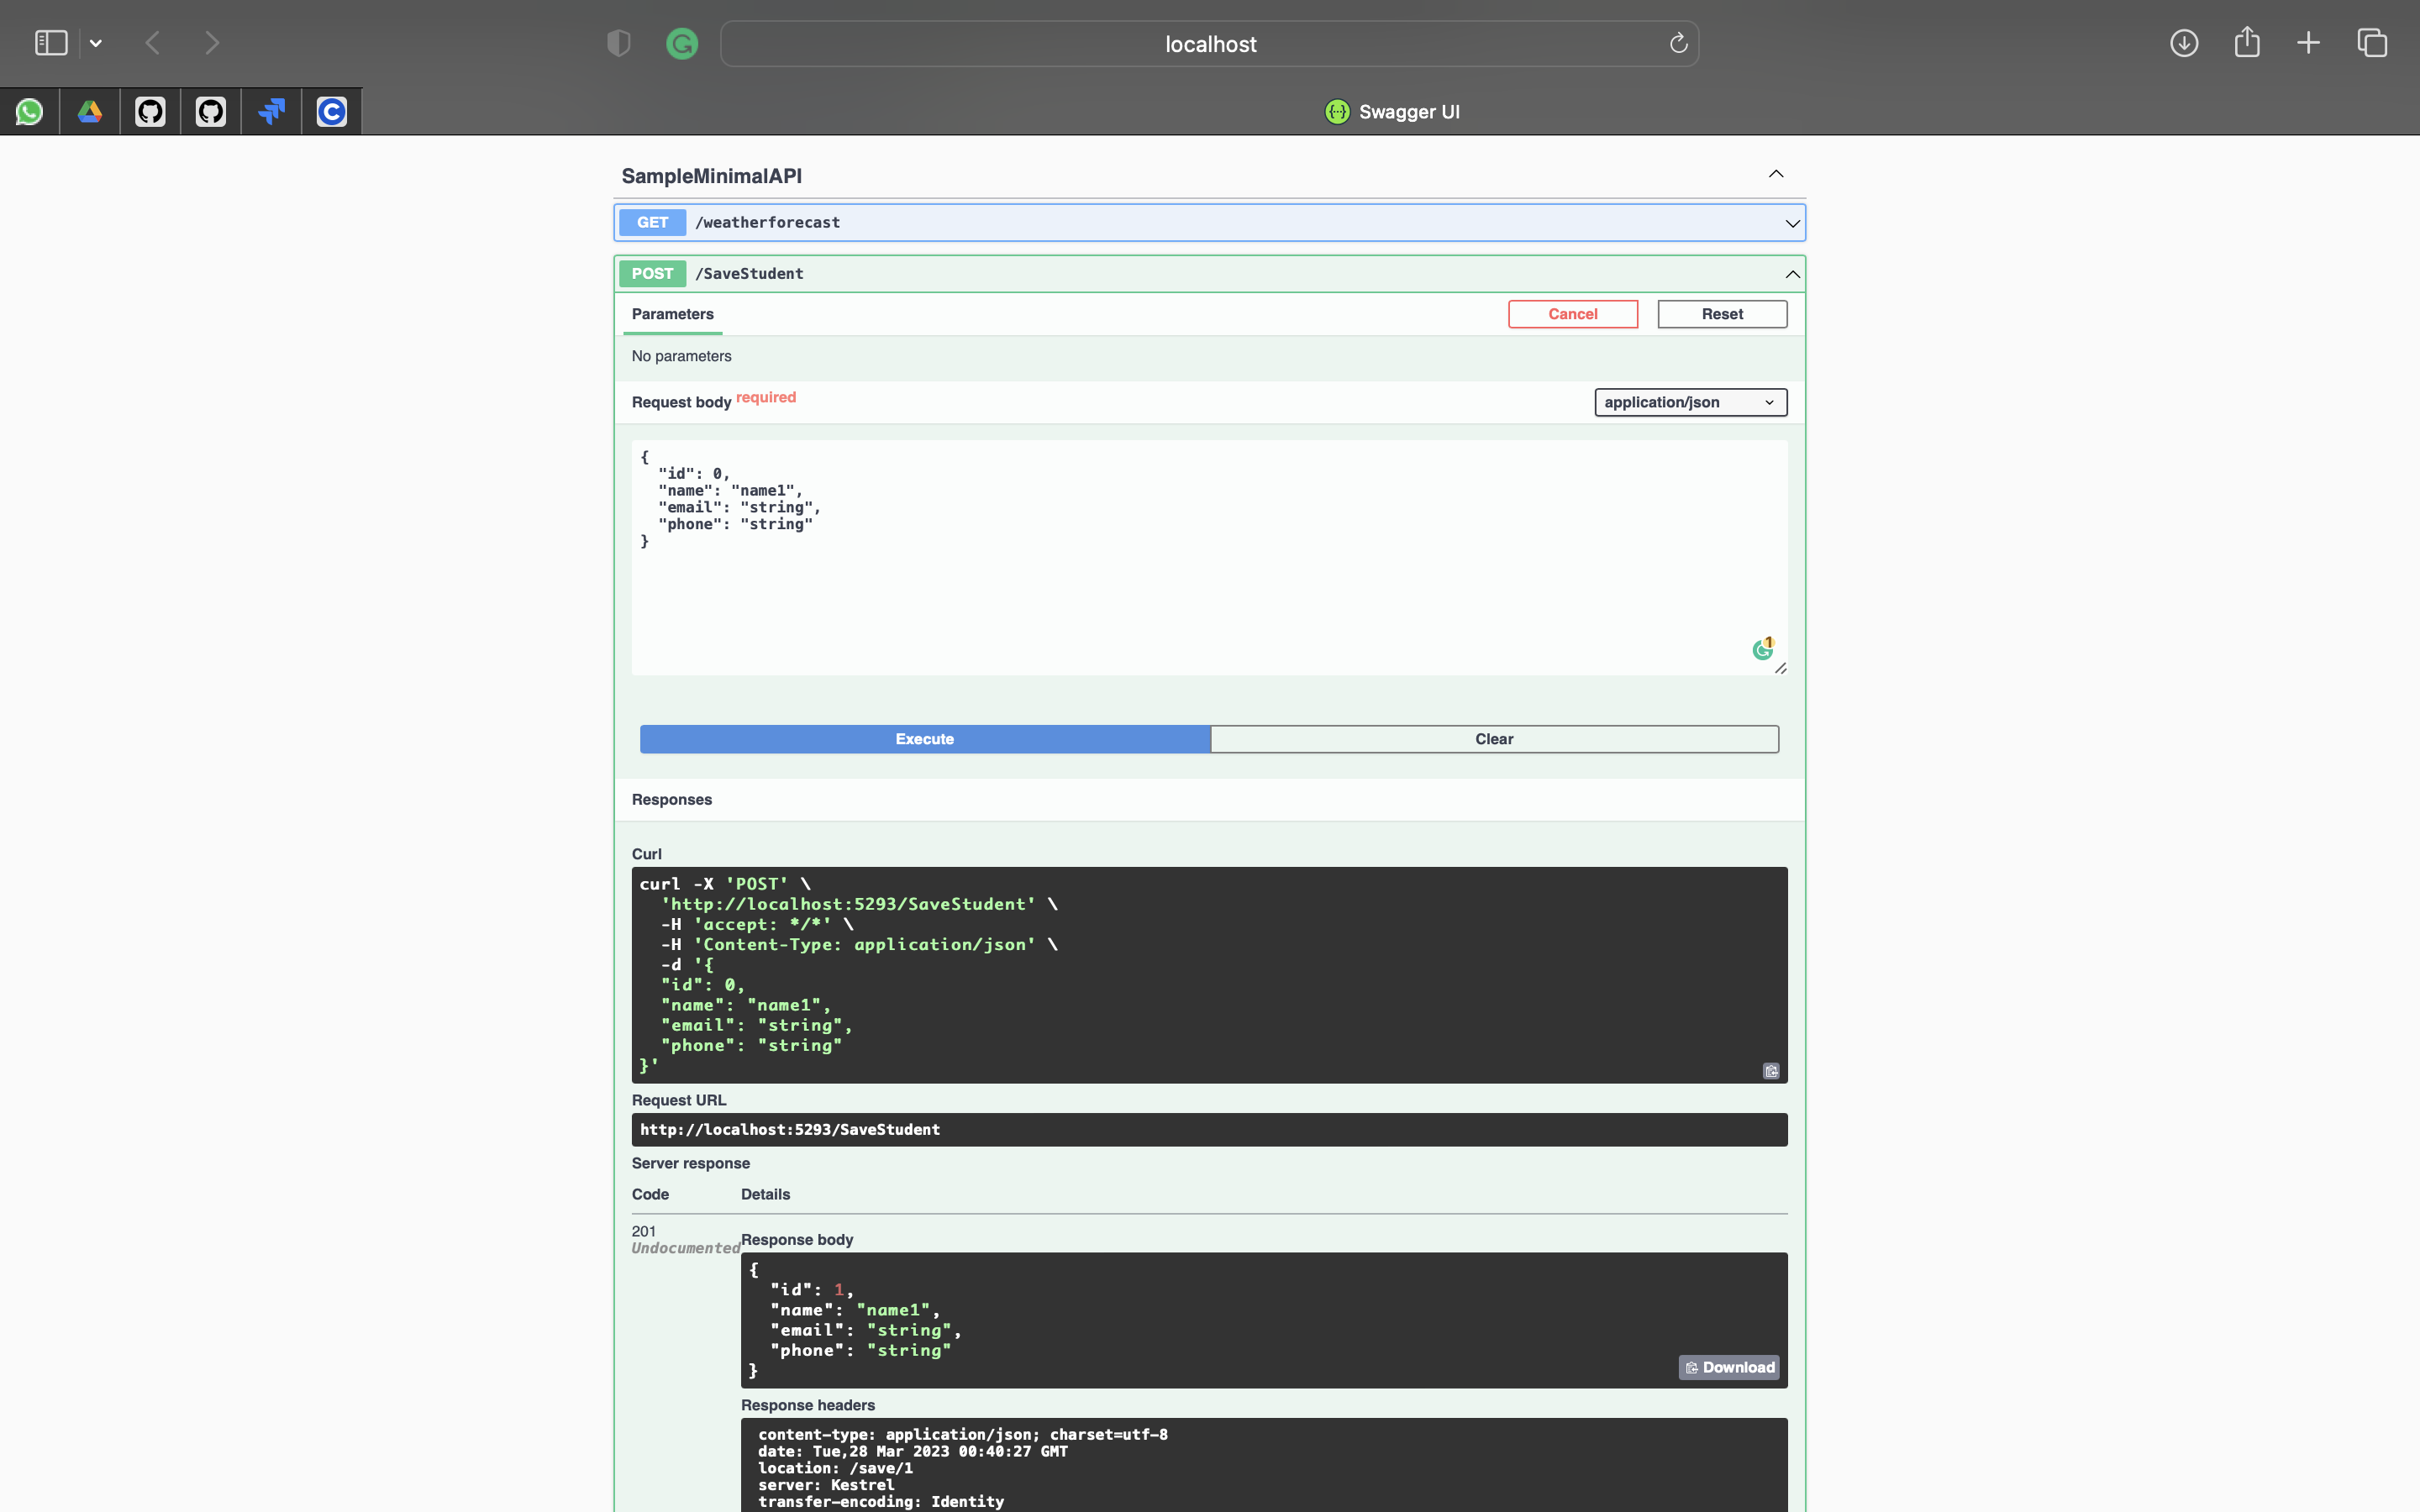 localhost
Swagger UI
SampleMinimalAPI
GET /weatherforecast
POST /SaveStudent
Parameters
Cancel
Reset
No parameters
Request body required
application/json
{
  "id": 0,
  "name": "name1",
  "email": "string",
  "phone": "string"
}
1
Execute
Clear
Responses
Curl
curl -X 'POST' \
  'http://localhost:5293/SaveStudent' \
  -H 'accept: */*' \
  -H 'Content-Type: application/json' \
  -d '{
  "id": 0,
  "name": "name1",
  "email": "string",
  "phone": "string"
}'
Request URL
http://localhost:5293/SaveStudent
Server response
Code Details
201
Undocumented
Response body
{
  "id": 1,
  "name": "name1",
  "email": "string",
  "phone": "string"
}
Download
Response headers
content-type: application/json; charset=utf-8
date: Tue,28 Mar 2023 00:40:27 GMT
location: /save/1
server: Kestrel
transfer-encoding: Identity